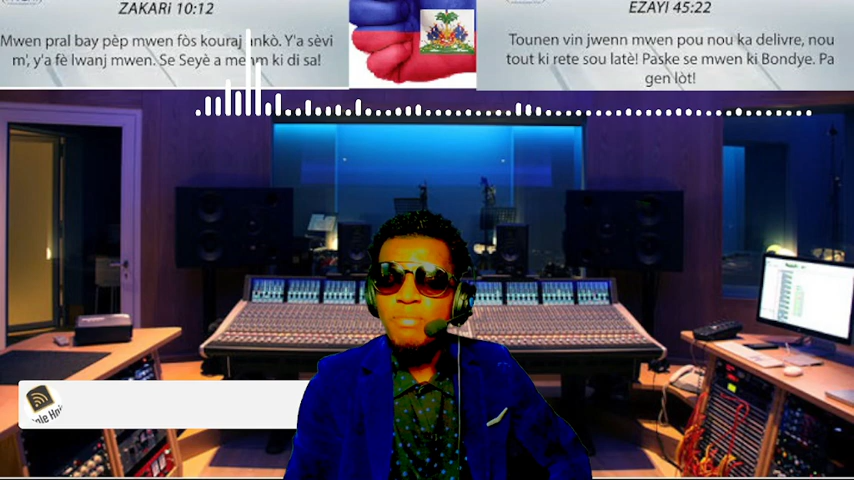 ZAKARI 10:12
Mwen pral bay pèp mwen fòs kouraj ankò. Y'a sèvi
m', y'a fè lwanj mwen. Se Seyè a menm ki di sa!
EZAYI 45:22
Tounen vin jwenn mwen pou nou ka delivre, nou
tout ki rete sou latè! Paske se mwen ki Bondye. Pa
gen lòt!